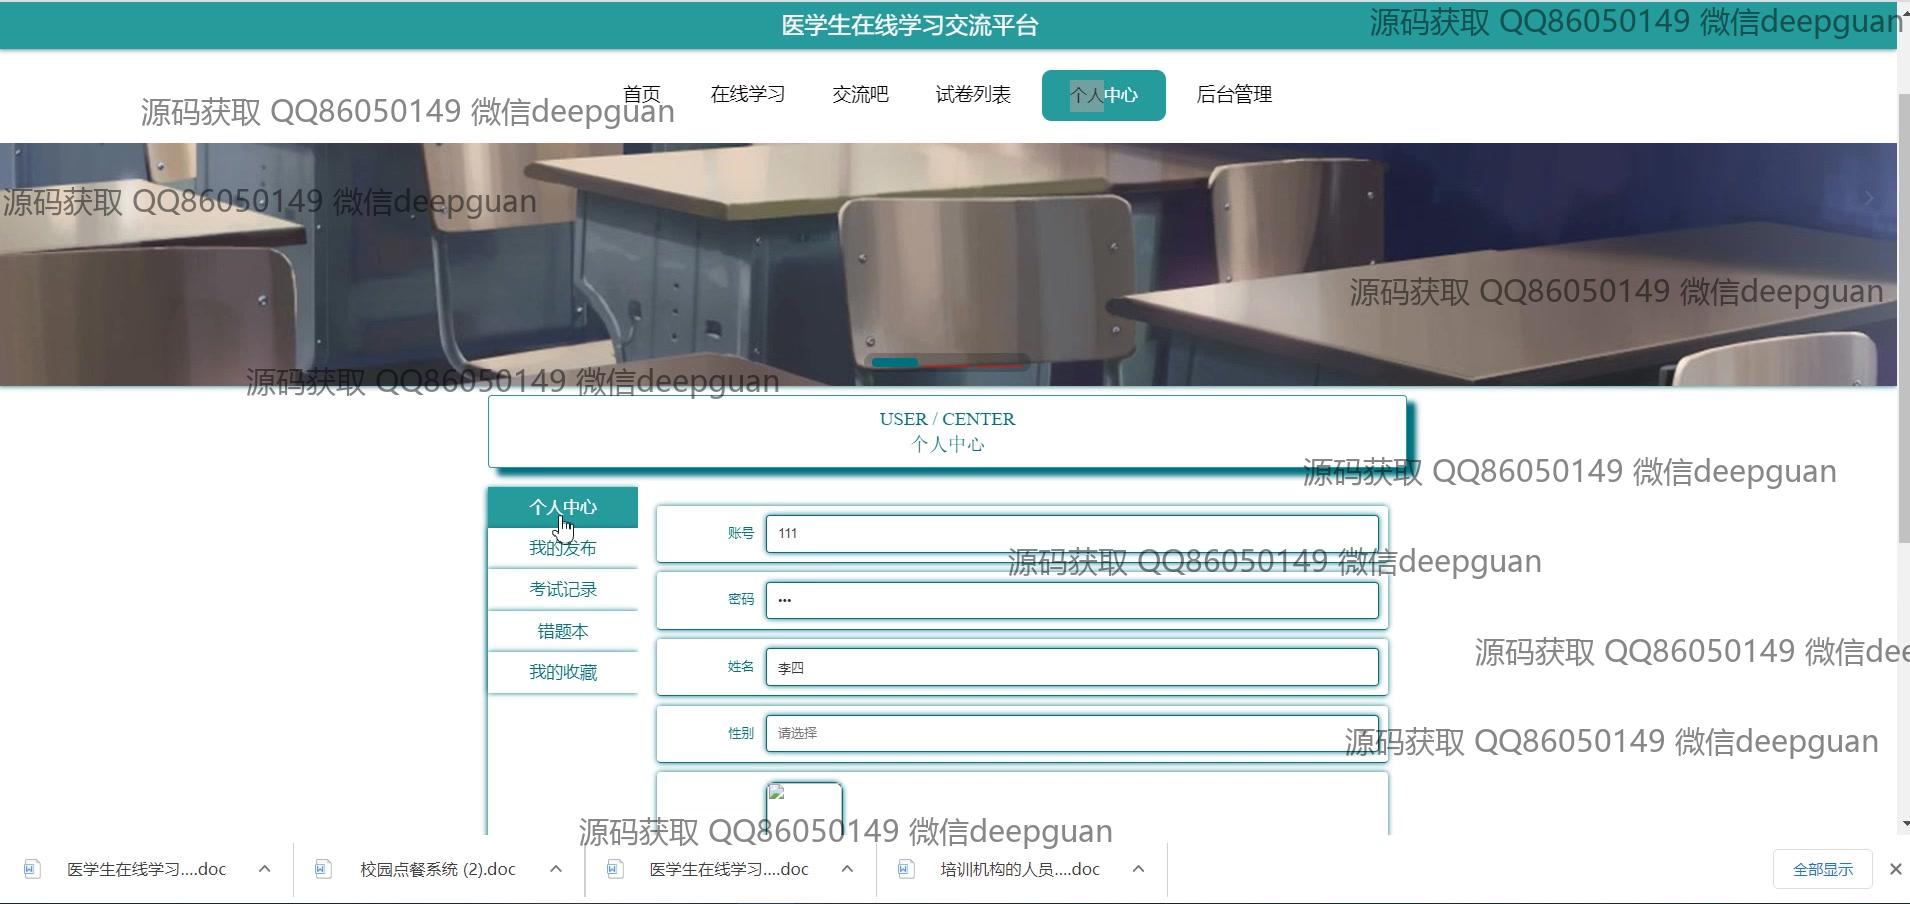 医学生在线学习交流平台
源码获取 QQ86050149 微信deepguan
首页
在线学习
交流吧
试卷列表
个人中心
后台管理
源码获取 QQ86050149 微信deepguan
源码获取 QQ86050149 微信deepguan
源码获取 QQ86050149 微信deepguan
源码获取 QQ86050149 微信deepguan
USER / CENTER
个人中心
源码获取 QQ86050149 微信deepguan
个人中心
我的发布
考试记录
错题本
我的收藏
账号
111
源码获取 QQ86050149 微信deepguan
密码
•••
姓名
李四
源码获取 QQ86050149 微信dee
性别
请选择
源码获取 QQ86050149 微信deepguan
源码获取 QQ86050149 微信deepguan
医学生在线学习....doc
校园点餐系统 (2).doc
医学生在线学习....doc
培训机构的人员....doc
全部显示